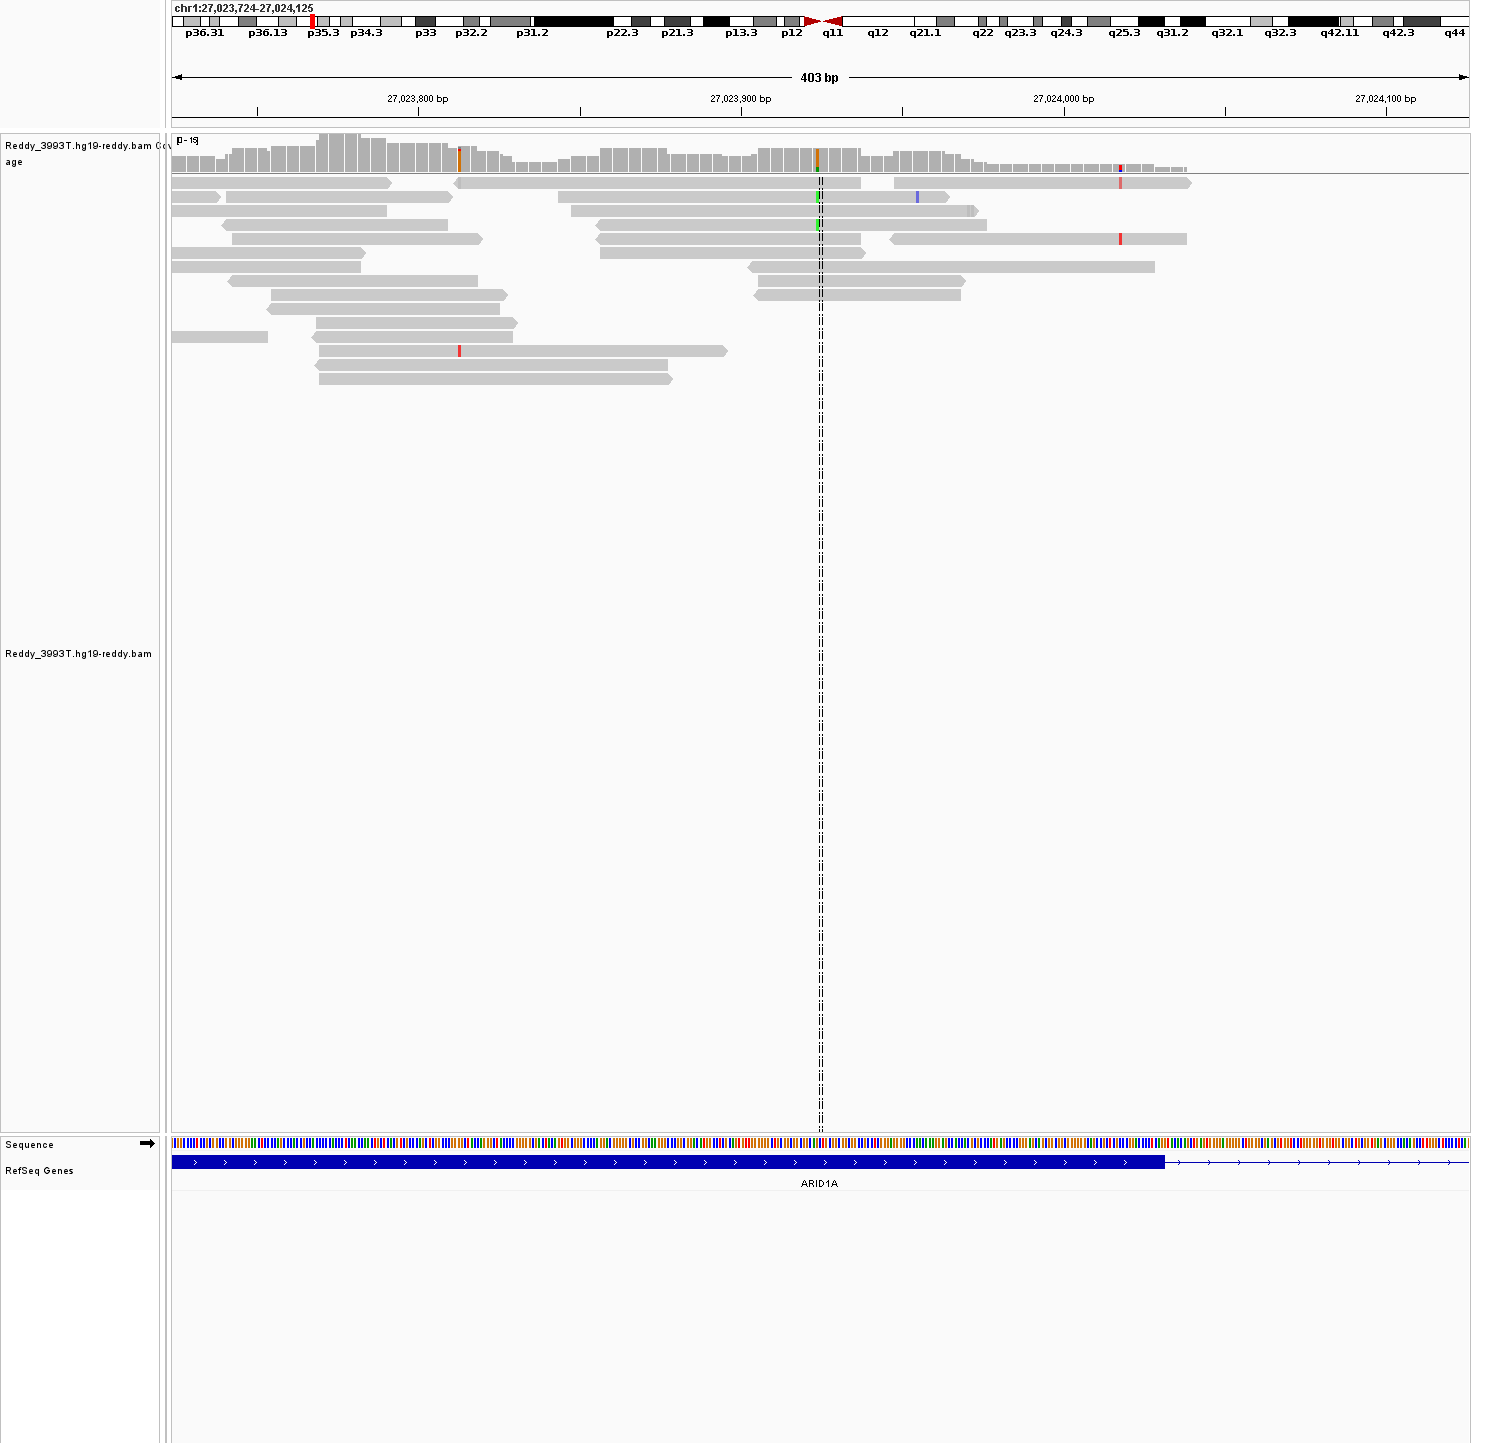 chr1:27,023,724-27,024,125
p36.31 p36.13 p35.3 p34.3 p33 p32.2 p31.2 p22.3 p21.3 p13.3 p12 q11 q12 q21.1 q22 q23.3 q24.3 q25.3 q31.2 q32.1 q32.3 q42.11 q42.3 q44
403 bp
27,023,800 bp 27,023,900 bp 27,024,000 bp 27,024,100 bp
[0 - 19]
Reddy_3993T.hg19-reddy.bam Cov
age
Reddy_3993T.hg19-reddy.bam
Sequence
RefSeq Genes
ARID1A